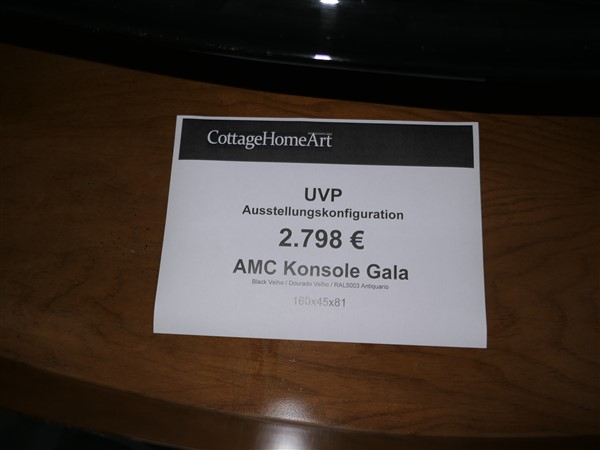 CottageHomeArt
UVP
Ausstellungskonfiguration
2.798 €
AMC Konsole Gala
Black Velho / Dourado Velho / RAL5003 Antiquario
160x45x81